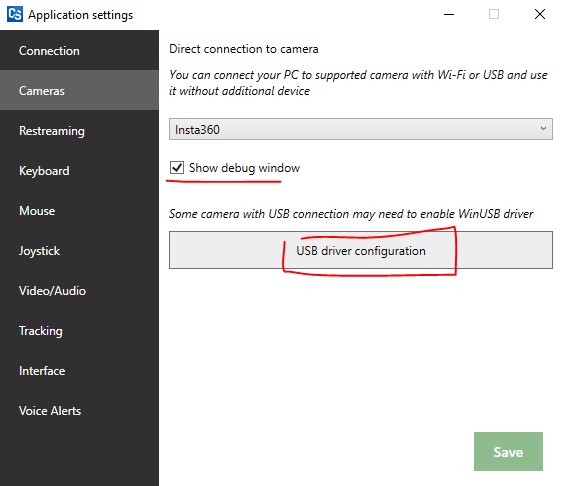 CS Application settings
Connection
Cameras
Restreaming
Keyboard
Mouse
Joystick
Video/Audio
Tracking
Interface
Voice Alerts
Direct connection to camera
You can connect your PC to supported camera with Wi-Fi or USB and use
it without additional device
Insta360
Show debug window
Some camera with USB connection may need to enable WinUSB driver
USB driver configuration
Save